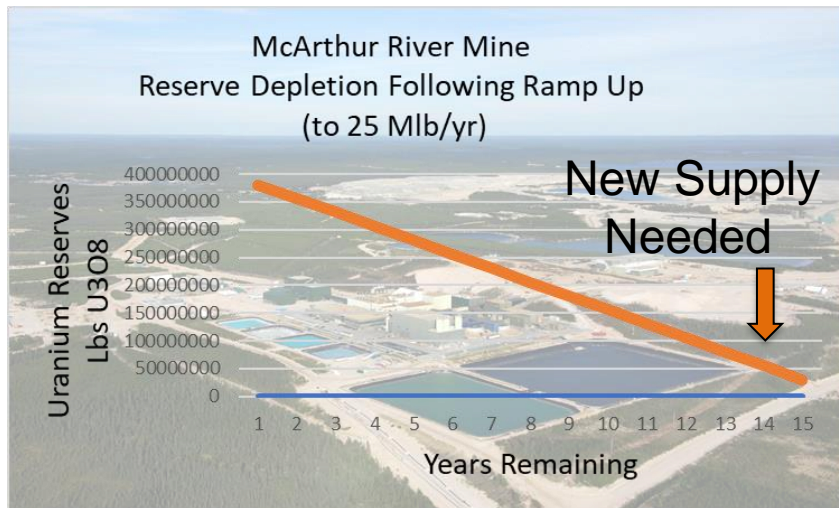 McArthur River Mine
Reserve Depletion Following Ramp Up
(to 25 Mlb/yr)
New Supply
Needed
Uranium Reserves
Lbs U3O8
400000000
350000000
300000000
250000000
200000000
150000000
100000000
50000000
0
1 2 3 4 5 6 7 8 9 10 11 12 13 14 15
Years Remaining